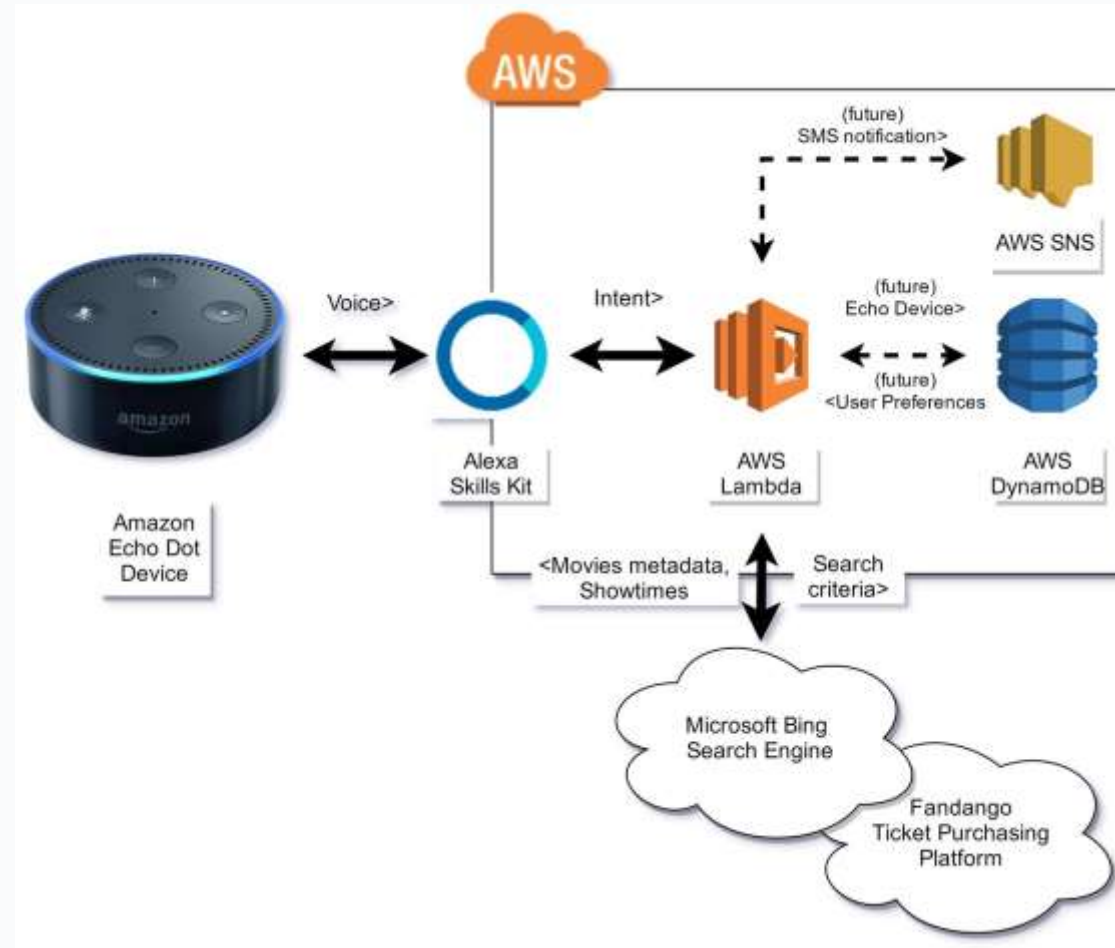 AWS
(future)
SMS notification>
AWS SNS
Voice>
Intent>
(future)
Echo Device>
(future)
<User Preferences
amazon
Alexa
Skills Kit
AWS
Lambda
AWS
DynamoDB
Amazon
Echo Dot
Device
<Movies metadata,
Showtimes
Search
criteria>
Microsoft Bing
Search Engine
Fandango
Ticket Purchasing
Platform